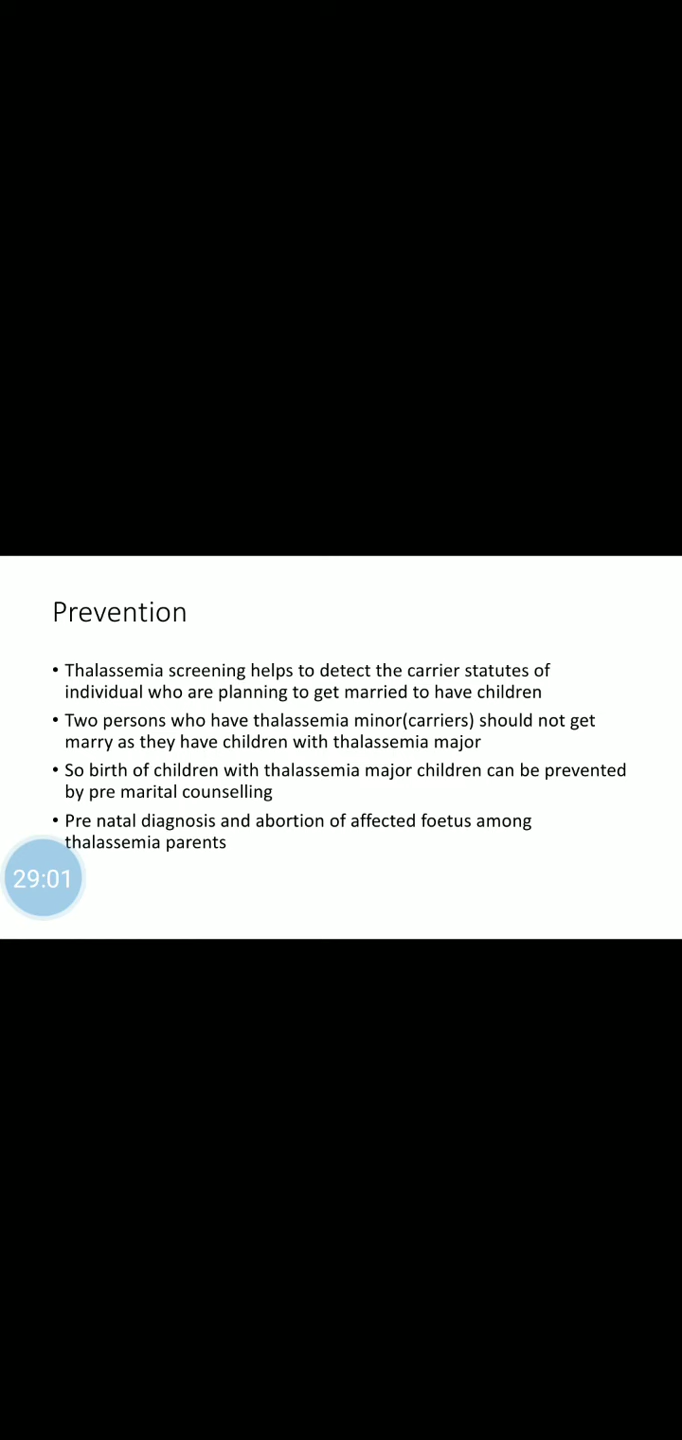 Prevention
• Thalassemia screening helps to detect the carrier statutes of
individual who are planning to get married to have children
• Two persons who have thalassemia minor(carriers) should not get
marry as they have children with thalassemia major
• So birth of children with thalassemia major children can be prevented
by pre marital counselling
• Pre natal diagnosis and abortion of affected foetus among
thalassemia parents
29:01